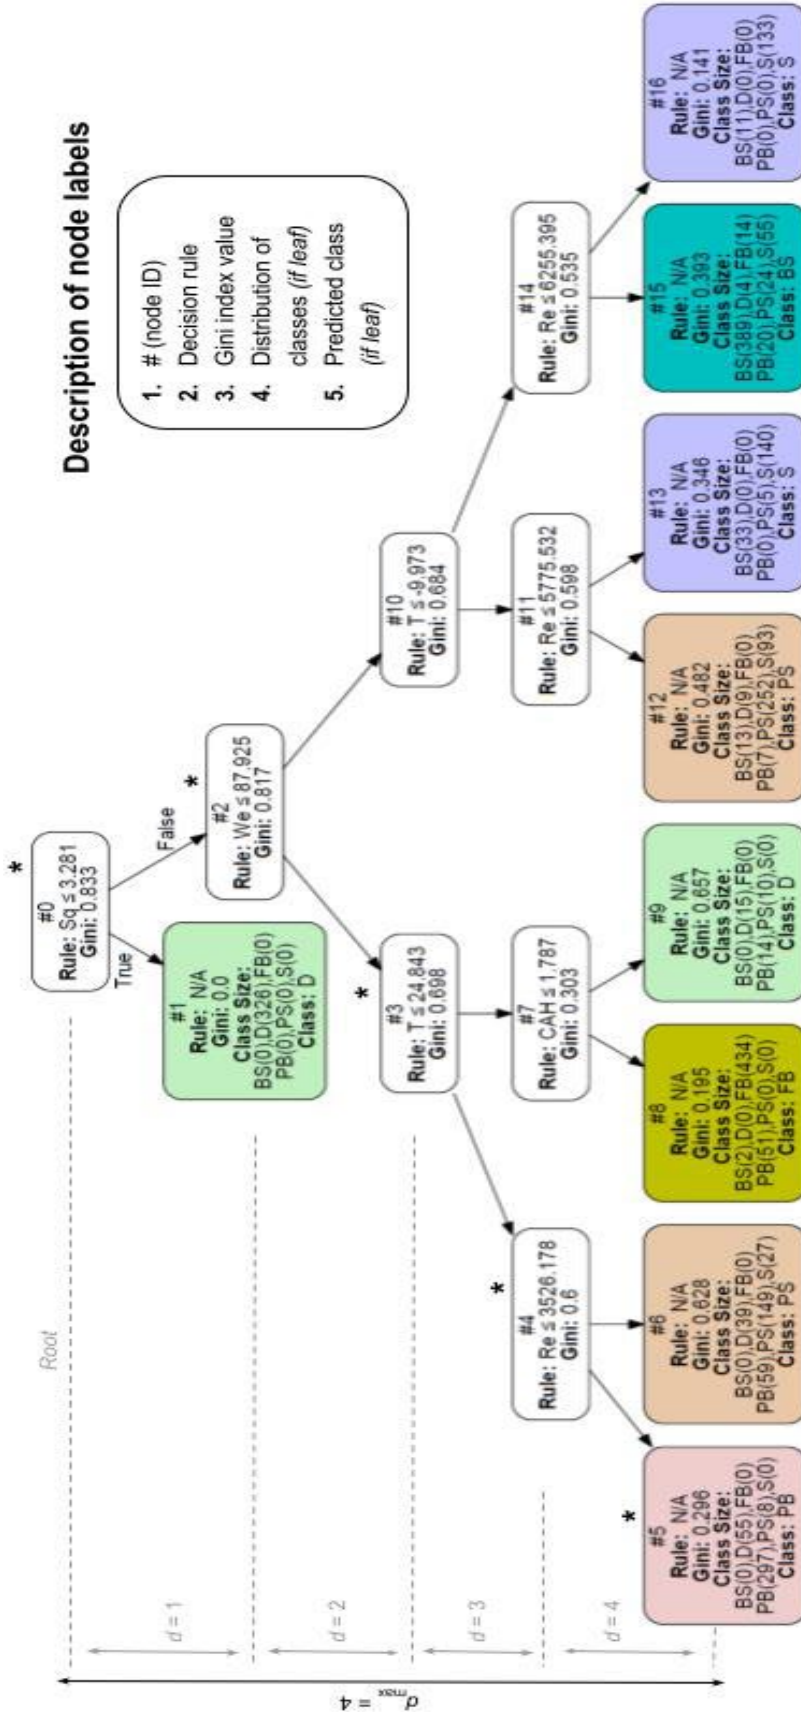 Description of node labels
1. # (node ID)
2. Decision rule
3. Gini index value
4. Distribution of
classes (if leaf)
5. Predicted class
(if leaf)
Root
d = 1
d = 2
d = 3
d = 4
d max = 4
*
#0
Rule: Sq ≤ 3.281
Gini: 0.833
True
False
#1
Rule: N/A
Gini: 0.0
Class Size:
BS(0),D(326),FB(0)
PB(0),PS(0),S(0)
Class: D
*
#2
Rule: We ≤ 87.925
Gini: 0.817
*
#3
Rule: T ≤ 24.843
Gini: 0.698
#10
Rule: T ≤ -9.973
Gini: 0.684
*
#4
Rule: Re ≤ 3526.178
Gini: 0.6
#7
Rule: CAH ≤ 1.787
Gini: 0.303
#11
Rule: Re ≤ 5775.532
Gini: 0.598
#14
Rule: Re ≤ 6255.395
Gini: 0.535
*
#5
Rule: N/A
Gini: 0.296
Class Size:
BS(0),D(55),FB(0)
PB(297),PS(8),S(0)
Class: PB
#6
Rule: N/A
Gini: 0.628
Class Size:
BS(0),D(39),FB(0)
PB(59),PS(149),S(27)
Class: PS
#8
Rule: N/A
Gini: 0.195
Class Size:
BS(2),D(0),FB(434)
PB(51),PS(0),S(0)
Class: FB
#9
Rule: N/A
Gini: 0.657
Class Size:
BS(0),D(15),FB(0)
PB(14),PS(10),S(0)
Class: D
#12
Rule: N/A
Gini: 0.482
Class Size:
BS(13),D(9),FB(0)
PB(7),PS(252),S(93)
Class: PS
#13
Rule: N/A
Gini: 0.346
Class Size:
BS(33),D(0),FB(0)
PB(0),PS(5),S(140)
Class: S
#15
Rule: N/A
Gini: 0.393
Class Size:
BS(389),D(4),FB(14)
PB(20),PS(24),S(55)
Class: BS
#16
Rule: N/A
Gini: 0.141
Class Size:
BS(11),D(0),FB(0)
PB(0),PS(0),S(133)
Class: S